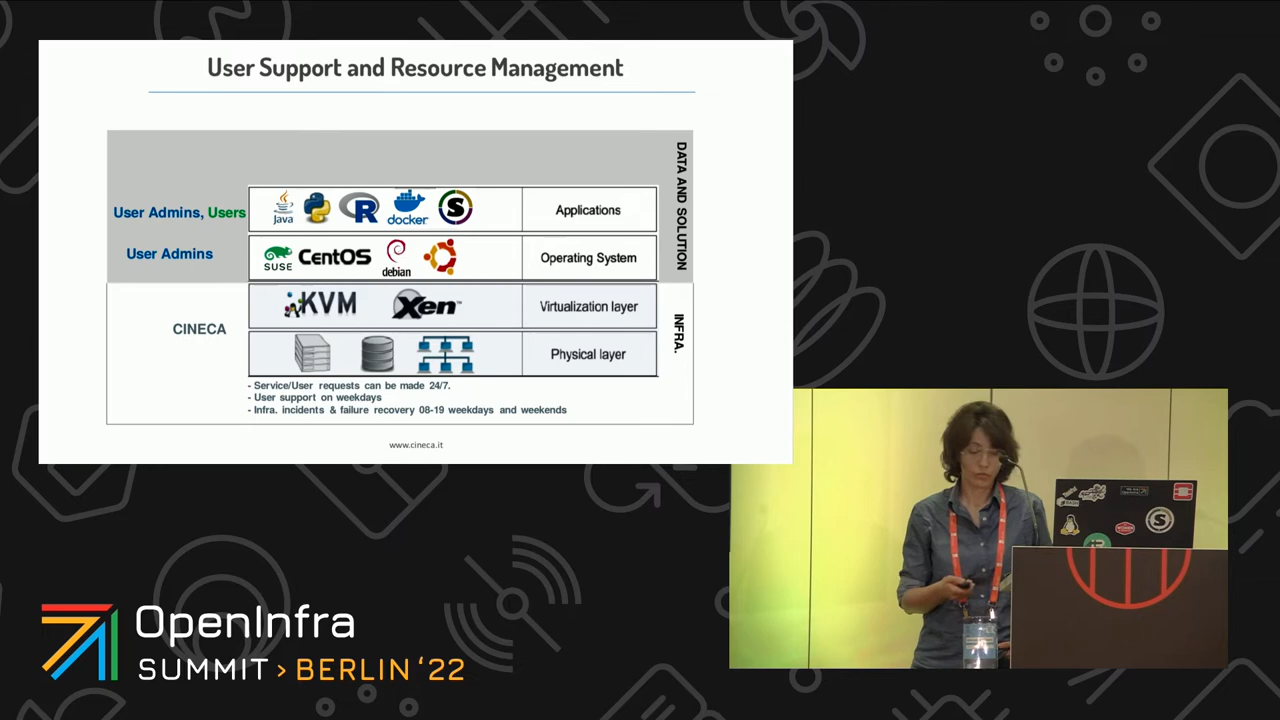 User Support and Resource Management
DATA AND SOLUTION
User Admins, Users
Java
docker
S
Applications
User Admins
SUSE
CentOS
debian
Operating System
CINECA
KVM
Xen
Virtualization layer
INFRA.
Physical layer
- Service/User requests can be made 24/7.
- User support on weekdays
- Infra. incidents & failure recovery 08-19 weekdays and weekends
www.cineca.it
OpenInfra
SUMMIT > BERLIN '22